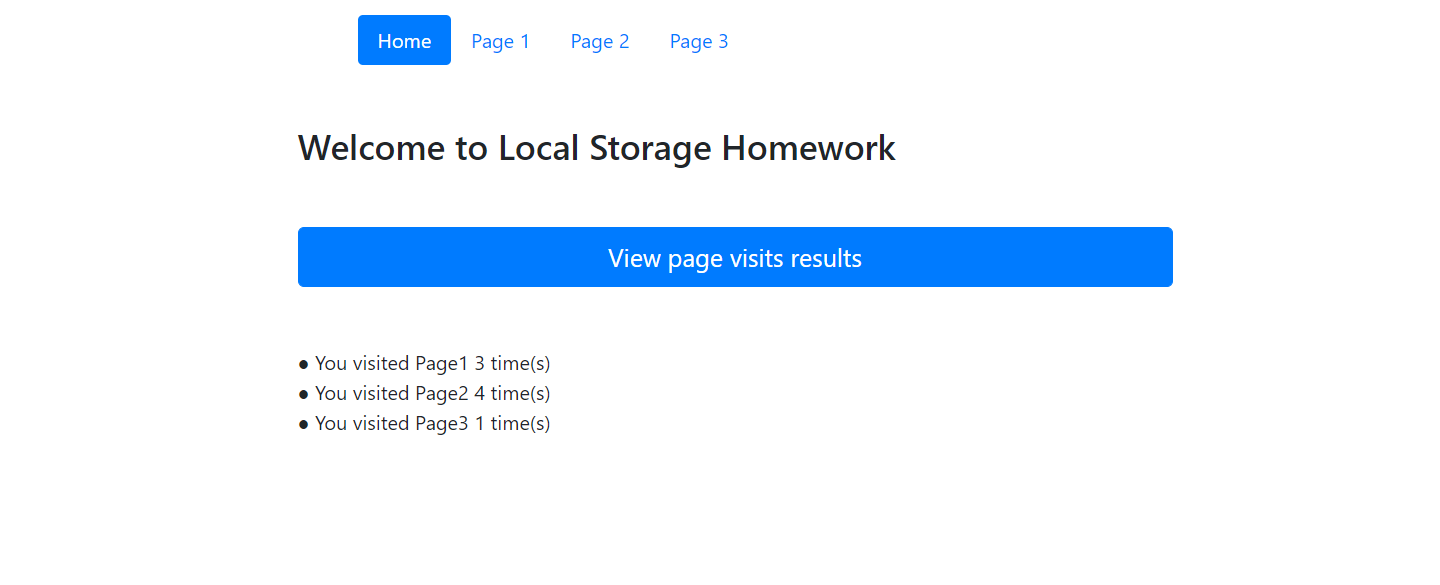 Home Page 1 Page 2 Page 3
Welcome to Local Storage Homework
View page visits results
● You visited Page1 3 time(s)
● You visited Page2 4 time(s)
● You visited Page3 1 time(s)